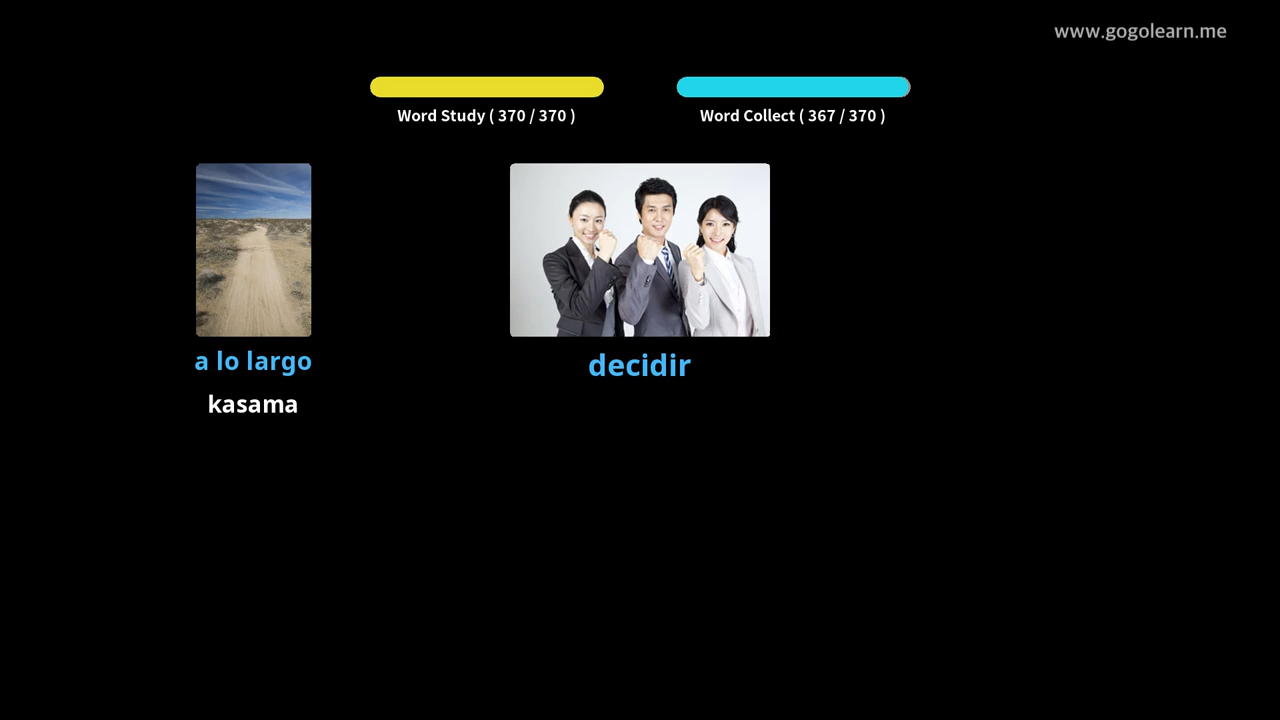 www.gogolearn.me
Word Study ( 370 / 370 )
Word Collect ( 367 / 370 )
a lo largo
kasama
decidir